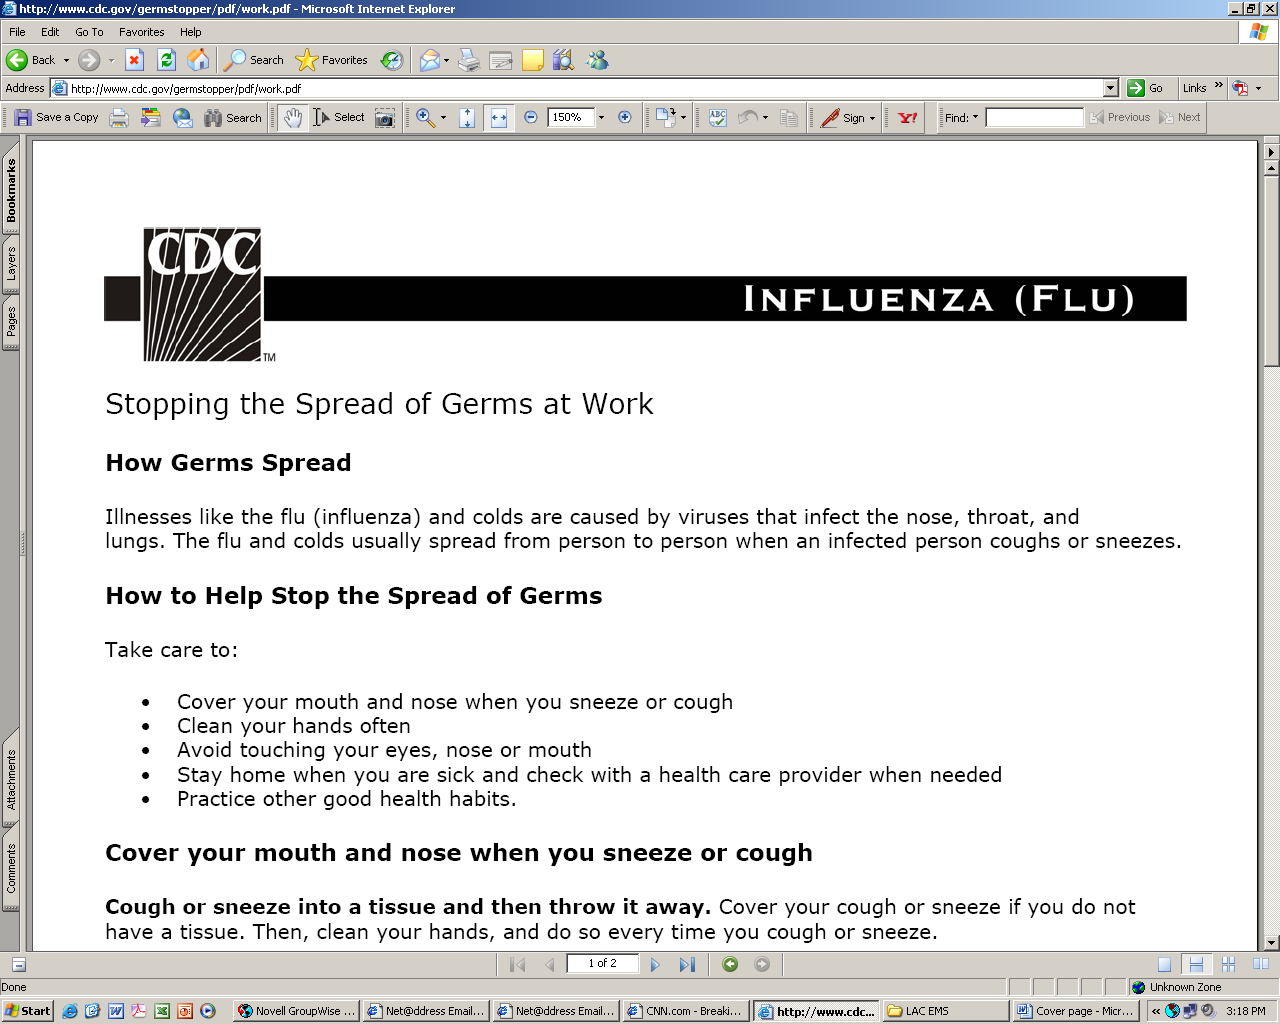 http://www.cdc.gov/germstopper/pdf/work.pdf - Microsoft Internet Explorer
File Edit Go To Favorites Help
Back Search Favorites
Address http://www.cdc.gov/germstopper/pdf/work.pdf Go Links »
Save a Copy Search Select 150% Sign Y! Find: Previous Next
Bookmarks
Layers
Pages
Attachments
Comments
CDC
TM
INFLUENZA (FLU)
Stopping the Spread of Germs at Work
How Germs Spread
Illnesses like the flu (influenza) and colds are caused by viruses that infect the nose, throat, and
lungs. The flu and colds usually spread from person to person when an infected person coughs or sneezes.
How to Help Stop the Spread of Germs
Take care to:
• Cover your mouth and nose when you sneeze or cough
• Clean your hands often
• Avoid touching your eyes, nose or mouth
• Stay home when you are sick and check with a health care provider when needed
• Practice other good health habits.
Cover your mouth and nose when you sneeze or cough
Cough or sneeze into a tissue and then throw it away. Cover your cough or sneeze if you do not
have a tissue. Then, clean your hands, and do so every time you cough or sneeze.
1 of 2
Done Unknown Zone
Start Novell GroupWise ... Net@ddress Email... Net@ddress Email... CNN.com - Breaki... http://www.cdc... LAC EMS Cover page - Micr... « 3:18 PM